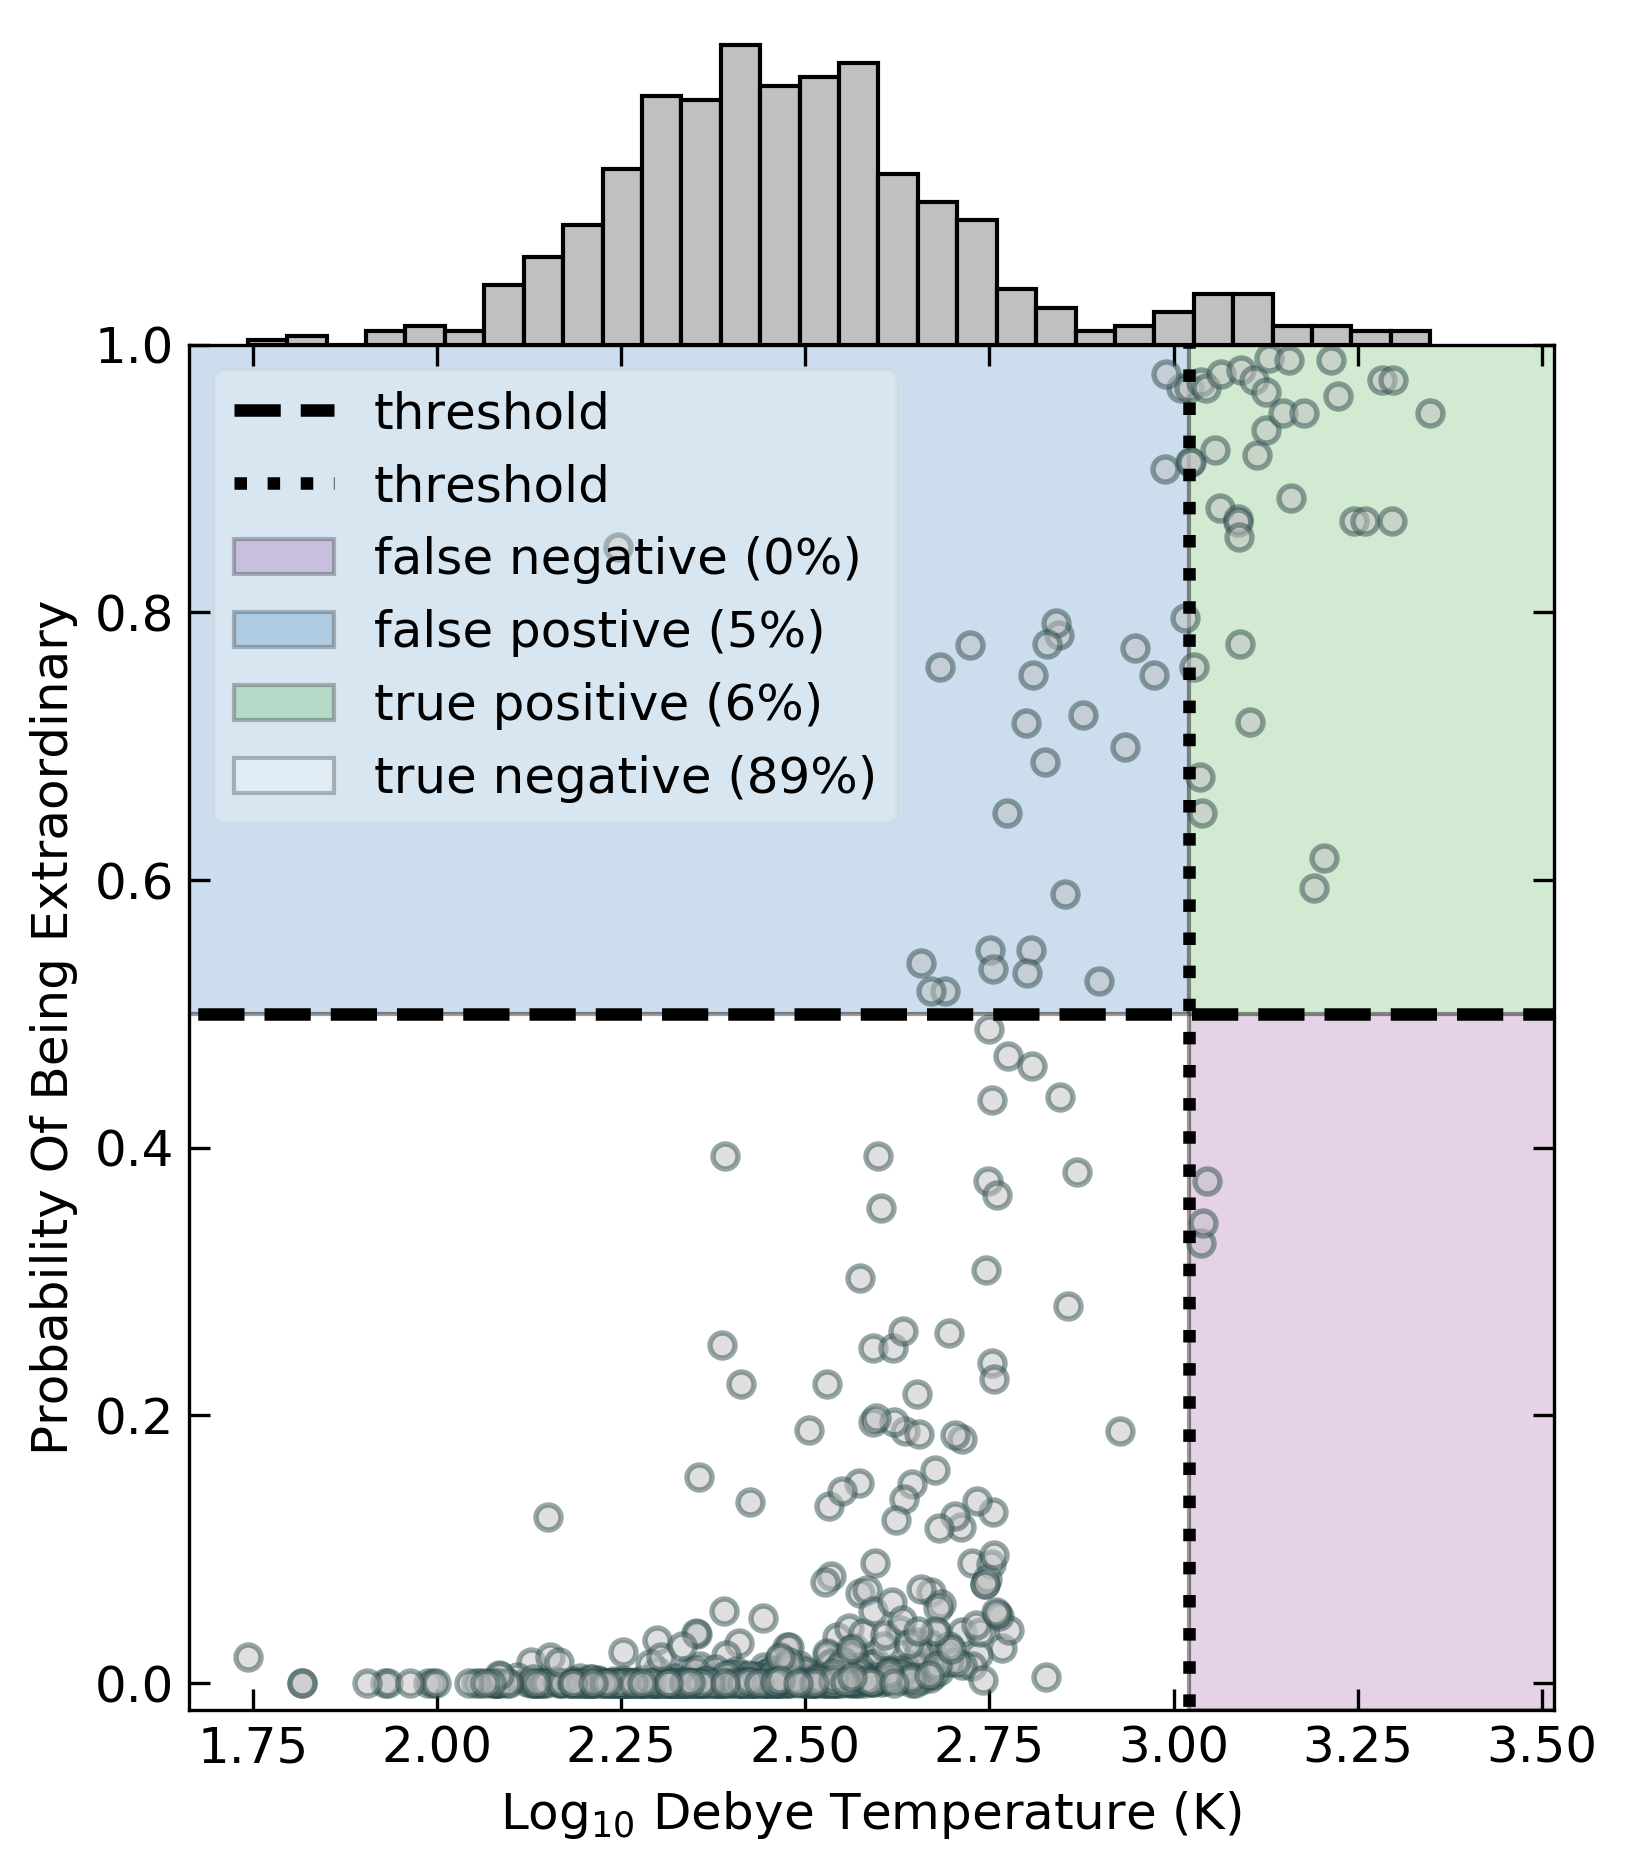 1.0
0.8
0.6
0.4
0.2
0.0
Probability Of Being Extraordinary
threshold
threshold
false negative (0%)
false postive (5%)
true positive (6%)
true negative (89%)
1.75 2.00 2.25 2.50 2.75 3.00 3.25 3.50
Log₁₀ Debye Temperature (K)